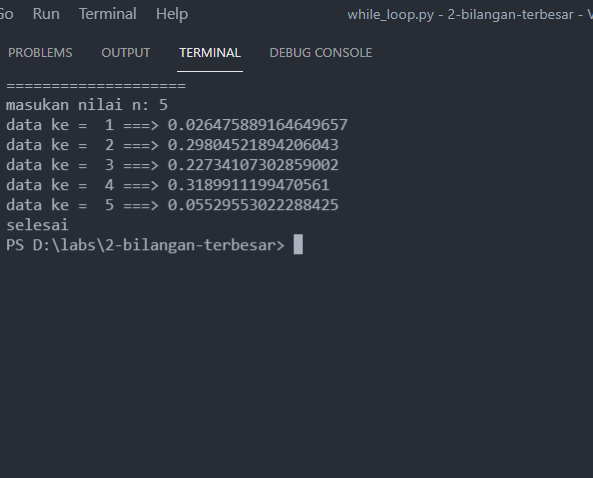 Go Run Terminal Help while_loop.py - 2-bilangan-terbesar - V
PROBLEMS OUTPUT TERMINAL DEBUG CONSOLE
====================
masukan nilai n: 5
data ke =  1 ===> 0.026475889164649657
data ke =  2 ===> 0.29804521894206043
data ke =  3 ===> 0.22734107302859002
data ke =  4 ===> 0.3189911199470561
data ke =  5 ===> 0.05529553022288425
selesai
PS D:\labs\2-bilangan-terbesar>